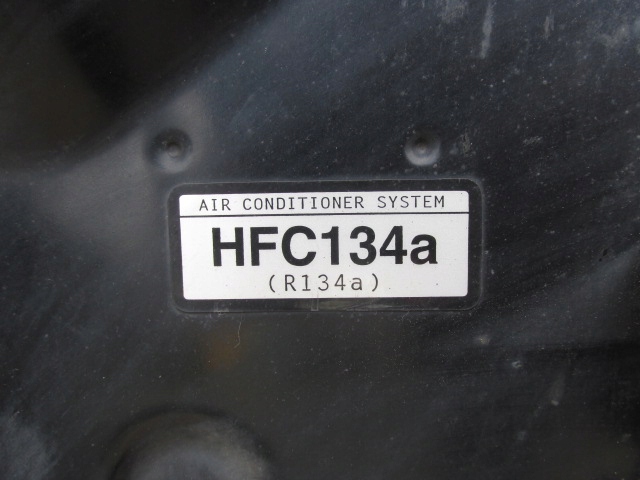 AIR CONDITIONER SYSTEM
HFC134a
(R134a)